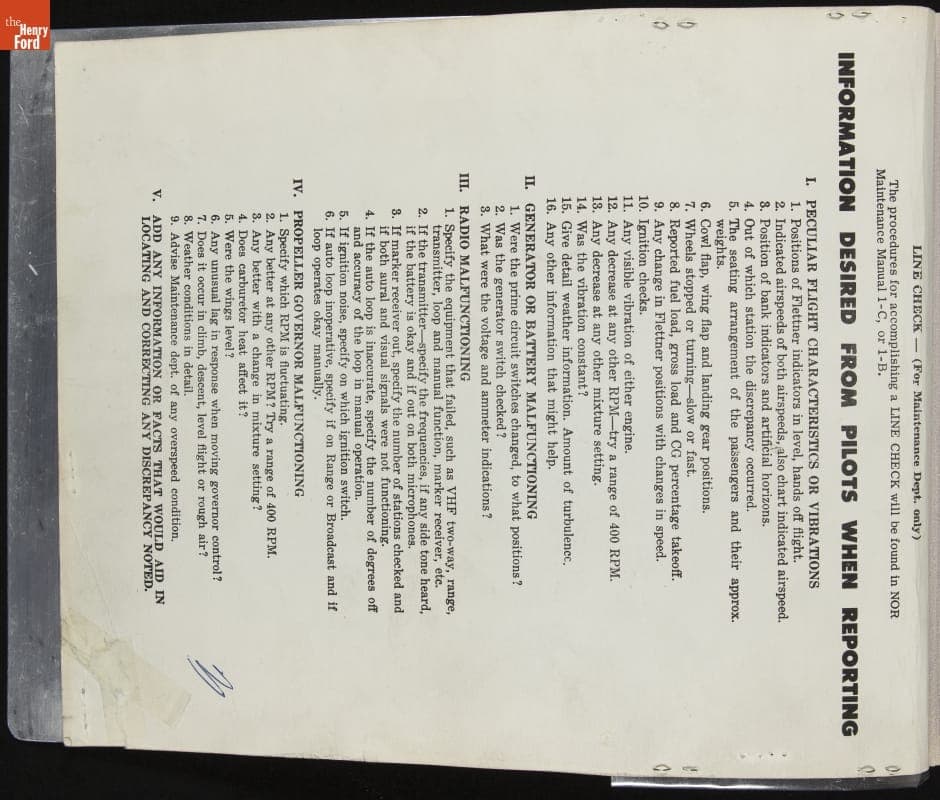 the
Henry
Ford
LINE CHECK — (For Maintenance Dept. only)
The procedures for accomplishing a LINE CHECK will be found in NOR
Maintenance Manual 1-C, or 1-B.
INFORMATION DESIRED FROM PILOTS WHEN REPORTING
I. PECULIAR FLIGHT CHARACTERISTICS OR VIBRATIONS
1. Positions of Flettner indicators in level, hands off flight.
2. Indicated airspeeds of both airspeeds, also chart indicated airspeed.
3. Position of bank indicators and artificial horizons.
4. Out of which station the discrepancy occurred.
5. The seating arrangement of the passengers and their approx.
weights.
6. Cowl flap, wing flap and landing gear positions.
7. Wheels stopped or turning—slow or fast.
8. Reported fuel load, gross load and CG percentage takeoff.
9. Any change in Flettner positions with changes in speed.
10. Ignition checks.
11. Any visible vibration of either engine.
12. Any decrease at any other RPM—try a range of 400 RPM.
13. Any decrease at any other mixture setting.
14. Was the vibration constant?
15. Give detail weather information. Amount of turbulence.
16. Any other information that might help.
II. GENERATOR OR BATTERY MALFUNCTIONING
1. Were the prime circuit switches changed, to what positions?
2. Was the generator switch checked?
3. What were the voltage and ammeter indications?
III. RADIO MALFUNCTIONING
1. Specify the equipment that failed, such as VHF two-way, range,
transmitter, loop and manual function, marker receiver, etc.
2. If the transmitter—specify the frequencies, if any side tone heard,
if the battery is okay and if out on both microphones.
3. If marker receiver out, specify the number of stations checked and
if both aural and visual signals were not functioning.
4. If the auto loop is inaccurate, specify the number of degrees off
and accuracy of the loop in manual operation.
5. If ignition noise, specify on which ignition switch.
6. If auto loop inoperative, specify if on Range or Broadcast and if
loop operates okay manually.
IV. PROPELLER GOVERNOR MALFUNCTIONING
1. Specify which RPM is fluctuating.
2. Any better at any other RPM? Try a range of 400 RPM.
3. Any better with a change in mixture setting?
4. Does carburetor heat affect it?
5. Were the wings level?
6. Any unusual lag in response when moving governor control?
7. Does it occur in climb, descent, level flight or rough air?
8. Weather conditions in detail.
9. Advise Maintenance dept. of any overspeed condition.
V. ADD ANY INFORMATION OR FACTS THAT WOULD AID IN
LOCATING AND CORRECTING ANY DISCREPANCY NOTED.